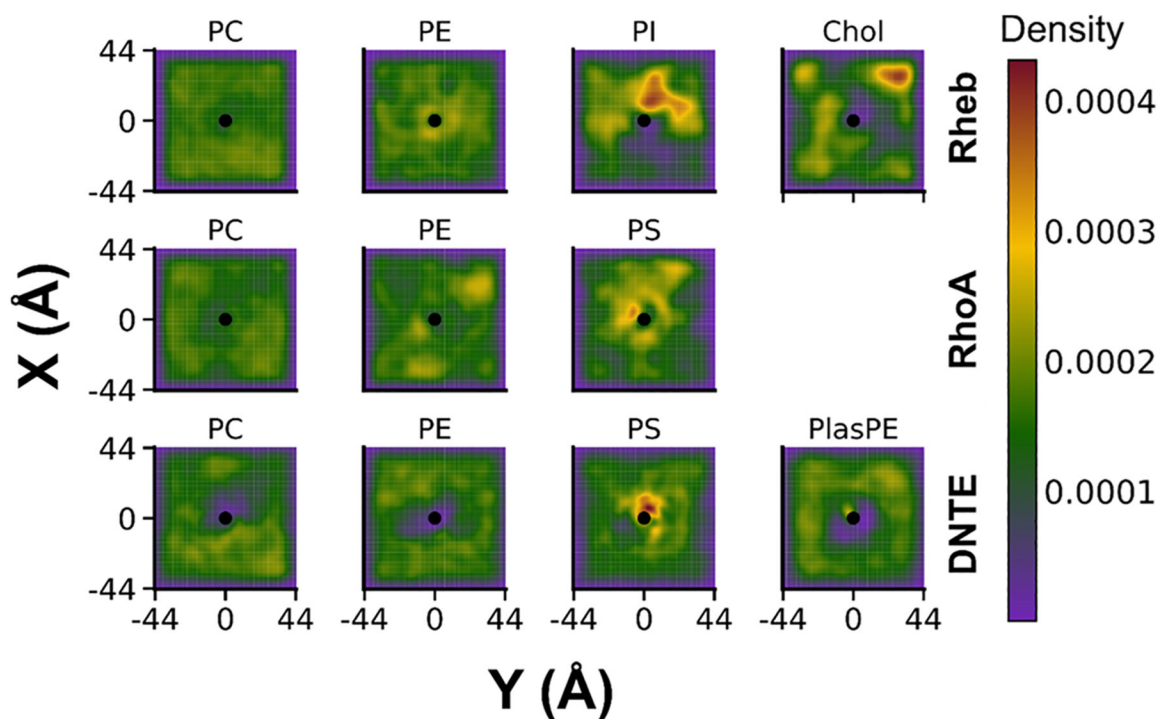 PC PE PI Chol Density
44
0
-44
Rheb
0.0004
PC PE PS
44
0
-44
RhoA
0.0003
0.0002
PC PE PS PlasPE
44
0
-44
DNTE
0.0001
-44 0 44 -44 0 44 -44 0 44 -44 0 44
X (Å)
Y (Å)